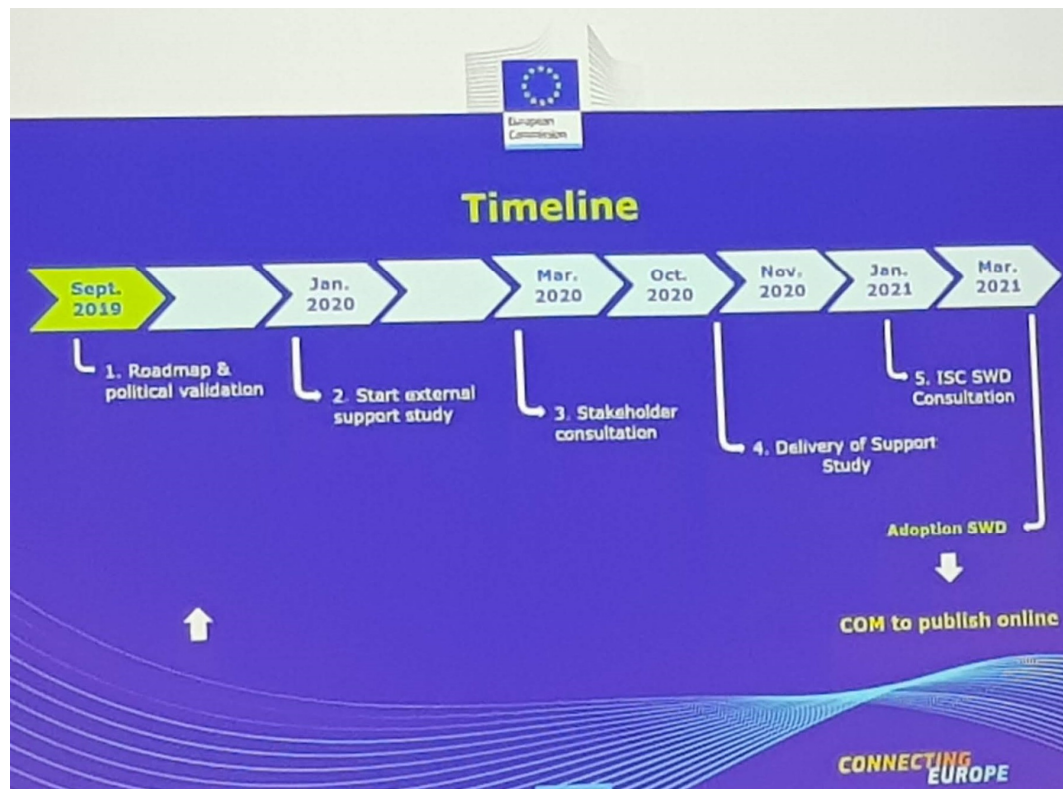 European
Commission
Timeline
Sept.
2019
Jan.
2020
Mar.
2020
Oct.
2020
Nov.
2020
Jan.
2021
Mar.
2021
1. Roadmap &
political validation
2. Start external
support study
3. Stakeholder
consultation
4. Delivery of Support
Study
5. ISC SWD
Consultation
Adoption SWD
COM to publish online
CONNECTING
EUROPE